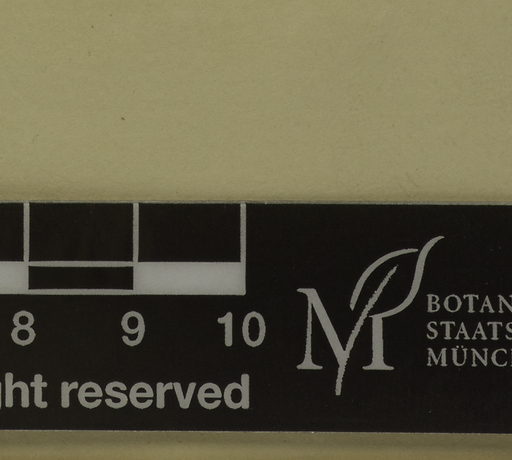 8 9 10
ght reserved
M
BOTAN
STAATS
MÜNC